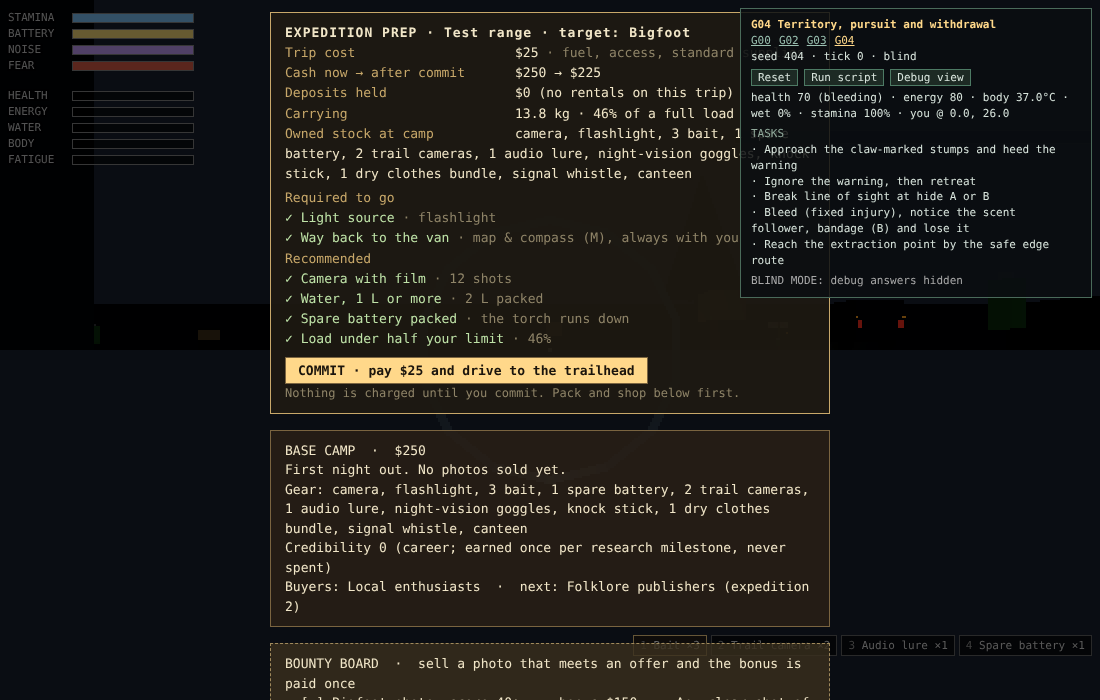 STAMINA
BATTERY
NOISE
FEAR
HEALTH
ENERGY
WATER
BODY
FATIGUE
EXPEDITION PREP · Test range · target: Bigfoot
Trip cost $25 · fuel, access, standard
Cash now → after commit $250 → $225
Deposits held $0 (no rentals on this trip)
Carrying 13.8 kg · 46% of a full load
Owned stock at camp camera, flashlight, 3 bait, 1 spare
battery, 2 trail cameras, 1 audio lure, night-vision goggles, knock
stick, 1 dry clothes bundle, signal whistle, canteen
Required to go
✓ Light source · flashlight
✓ Way back to the van · map & compass (M), always with you
Recommended
✓ Camera with film · 12 shots
✓ Water, 1 L or more · 2 L packed
✓ Spare battery packed · the torch runs down
✓ Load under half your limit · 46%
COMMIT · pay $25 and drive to the trailhead
Nothing is charged until you commit. Pack and shop below first.
G04 Territory, pursuit and withdrawal
G00 G02 G03 G04
seed 404 · tick 0 · blind
Reset Run script Debug view
health 70 (bleeding) · energy 80 · body 37.0°C ·
wet 0% · stamina 100% · you @ 0.0, 26.0
TASKS
· Approach the claw-marked stumps and heed the
warning
· Ignore the warning, then retreat
· Break line of sight at hide A or B
· Bleed (fixed injury), notice the scent
follower, bandage (B) and lose it
· Reach the extraction point by the safe edge
route
BLIND MODE: debug answers hidden
BASE CAMP · $250
First night out. No photos sold yet.
Gear: camera, flashlight, 3 bait, 1 spare battery, 2 trail cameras,
1 audio lure, night-vision goggles, knock stick, 1 dry clothes
bundle, signal whistle, canteen
Credibility 0 (career; earned once per research milestone, never
spent)
Buyers: Local enthusiasts · next: Folklore publishers (expedition
2)
1 Bait ×3 2 Trail camera ×2 3 Audio lure ×1 4 Spare battery ×1
BOUNTY BOARD · sell a photo that meets an offer and the bonus is
paid once